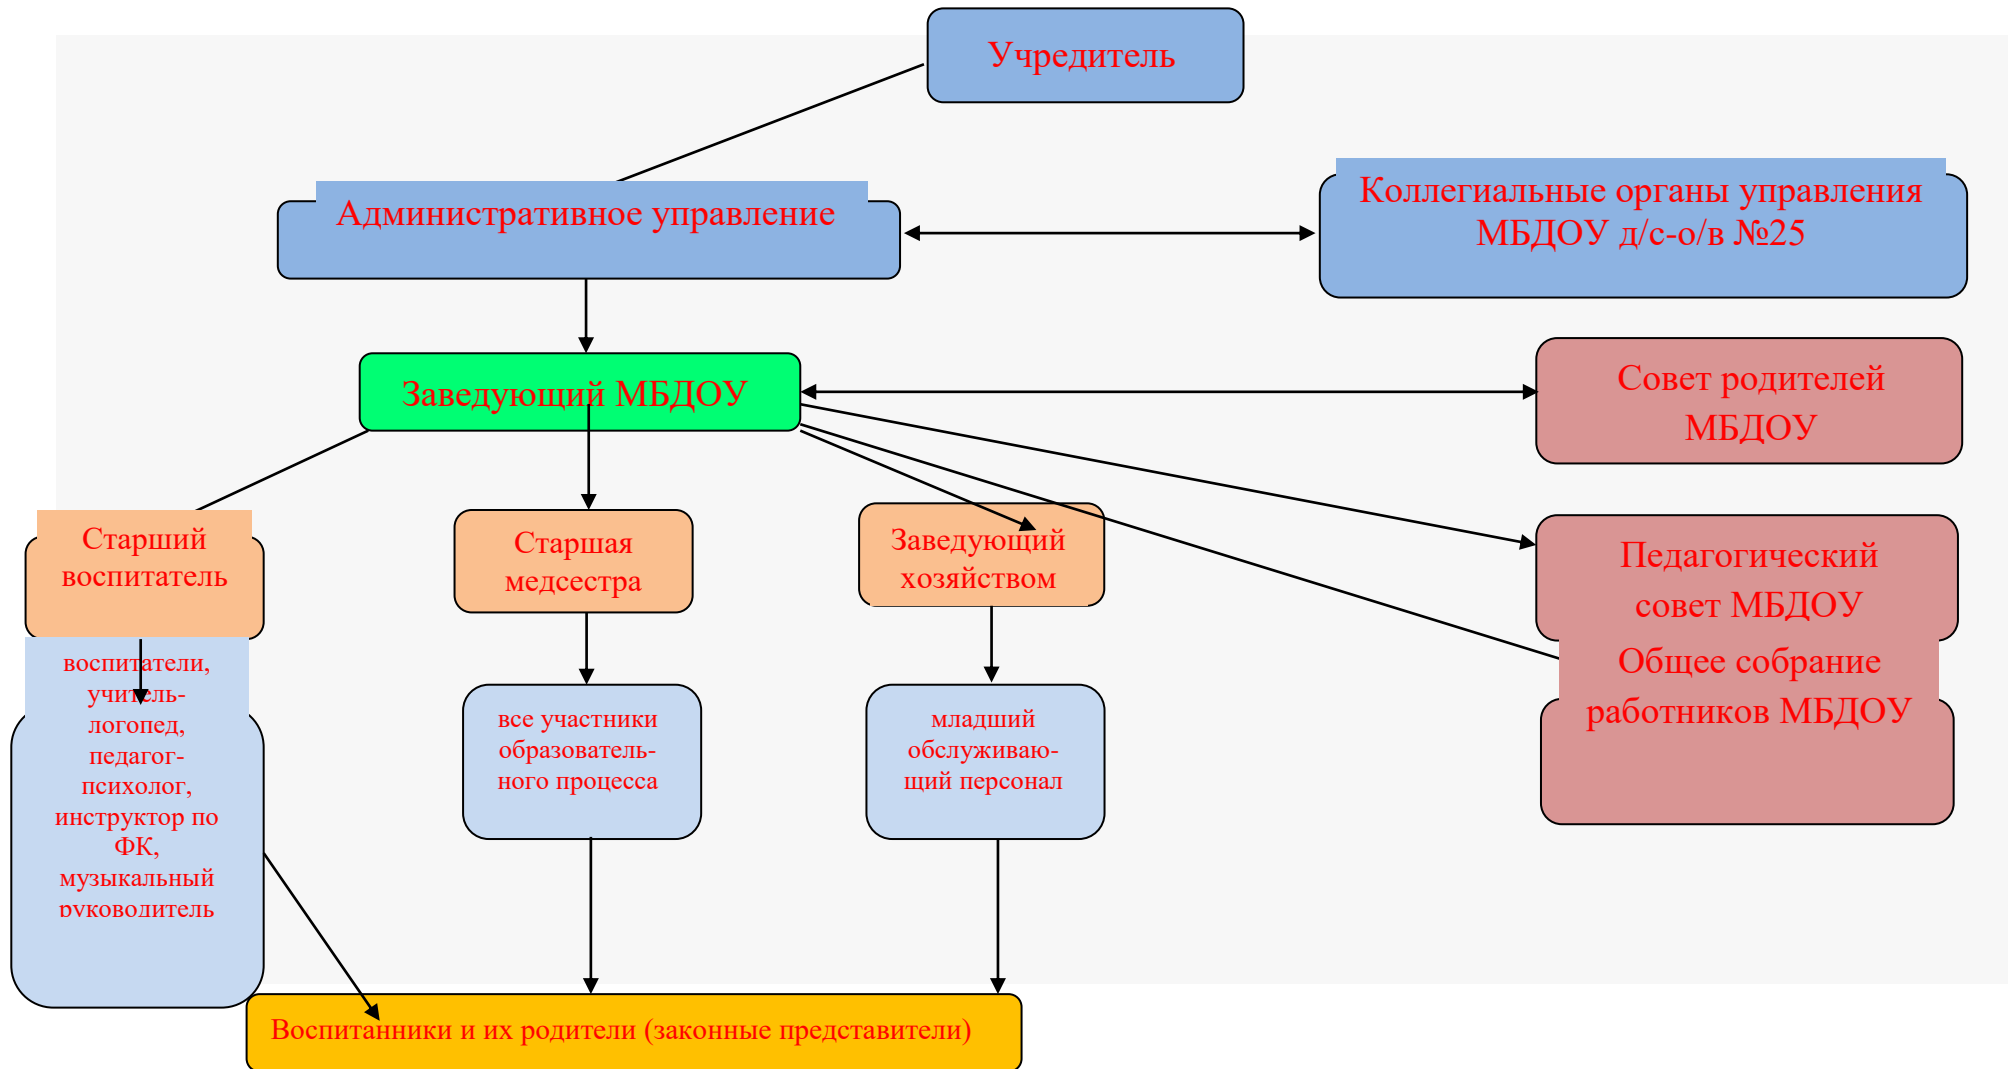 Учредитель
Административное управление
Коллегиальные органы управления
МБДОУ д/с-о/в №25
Заведующий МБДОУ
Совет родителей
МБДОУ
Старший
воспитатель
Старшая
медсестра
Заведующий
хозяйством
Педагогический
совет МБДОУ
Общее собрание
работников МБДОУ
воспитатели,
учитель-
логопед,
педагог-
психолог,
инструктор по
ФК,
музыкальный
руководитель
все участники
образователь-
ного процесса
младший
обслуживаю-
щий персонал
Воспитанники и их родители (законные представители)